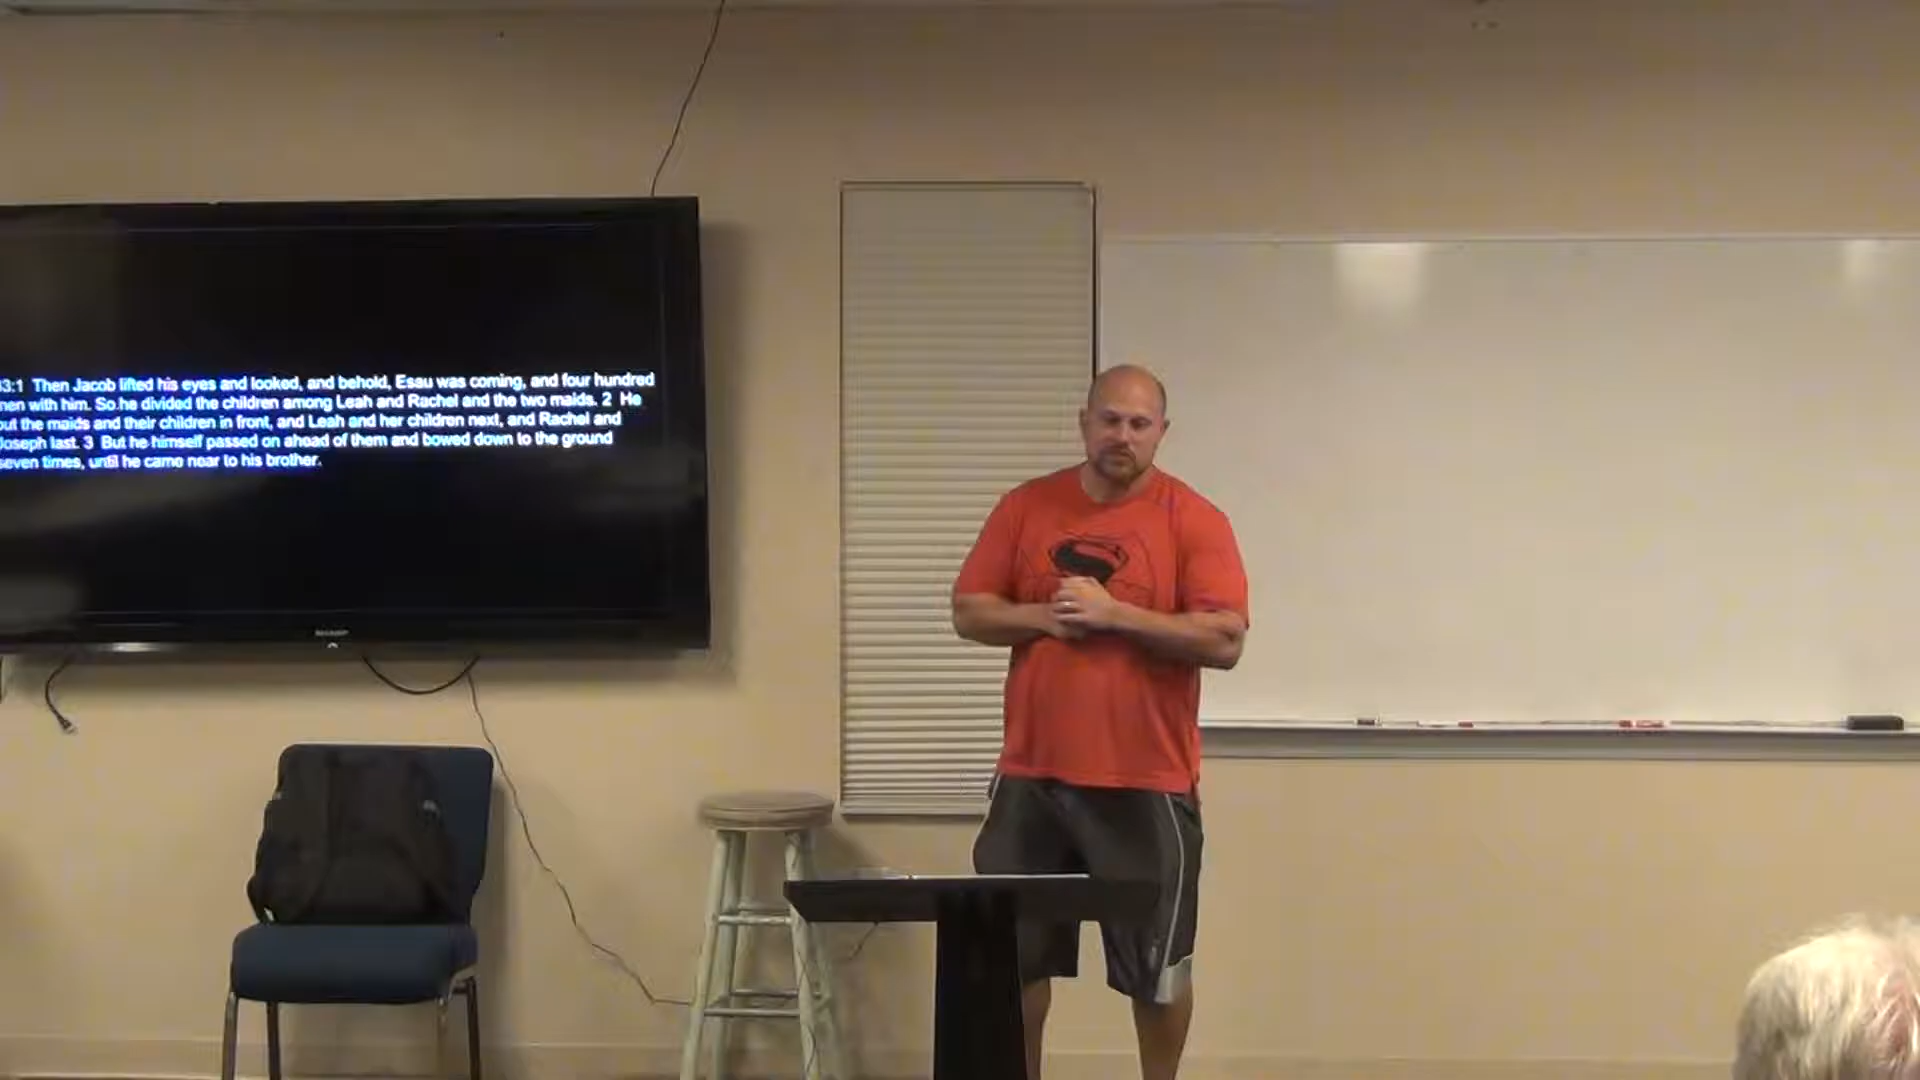 3:1 Then Jacob lifted his eyes and looked, and behold, Esau was coming, and four hundred
men with him. So he divided the children among Leah and Rachel and the two maids. 2 He
put the maids and their children in front, and Leah and her children next, and Rachel and
Joseph last. 3 But he himself passed on ahead of them and bowed down to the ground
seven times, until he came near to his brother.
SHARP
S